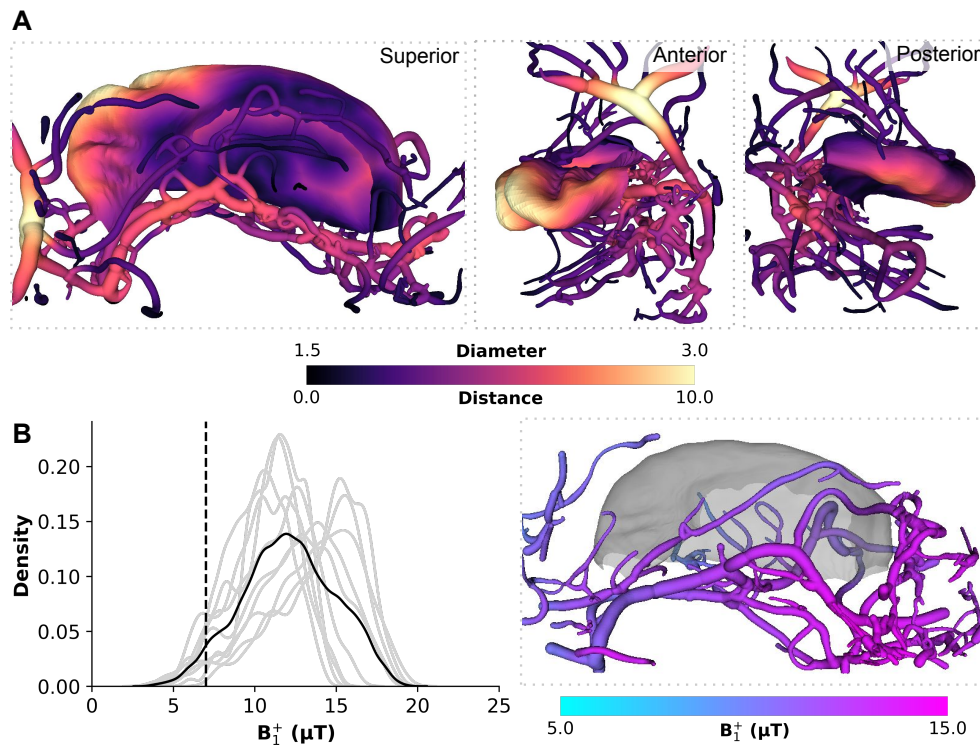 A
Superior
Anterior
Posterior
1.5 Diameter 3.0
0.0 Distance 10.0
B
Density
0.20
0.15
0.10
0.05
0.00
0 5 10 15 20 25
B₁⁺ (μT)
5.0 B₁⁺ (μT) 15.0